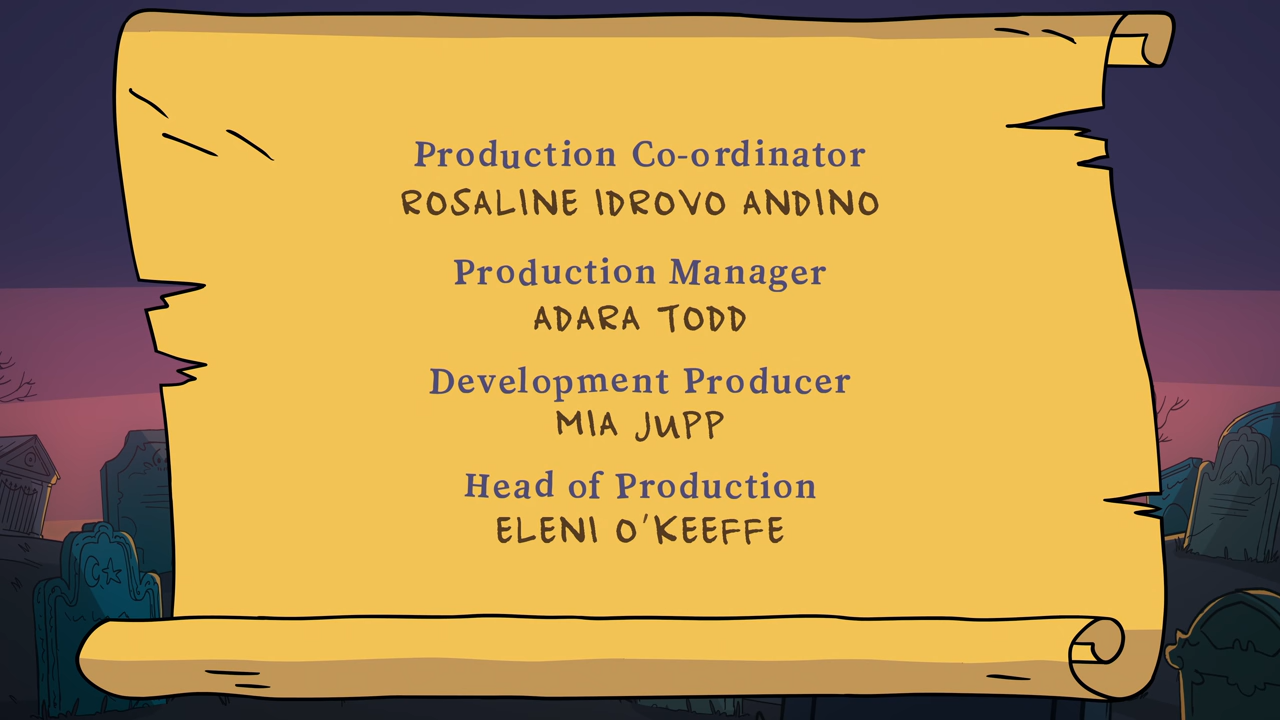 Production Co-ordinator
ROSALINE IDROVO ANDINO
Production Manager
ADARA TODD
Development Producer
MIA JUPP
Head of Production
ELENI O'KEEFFE